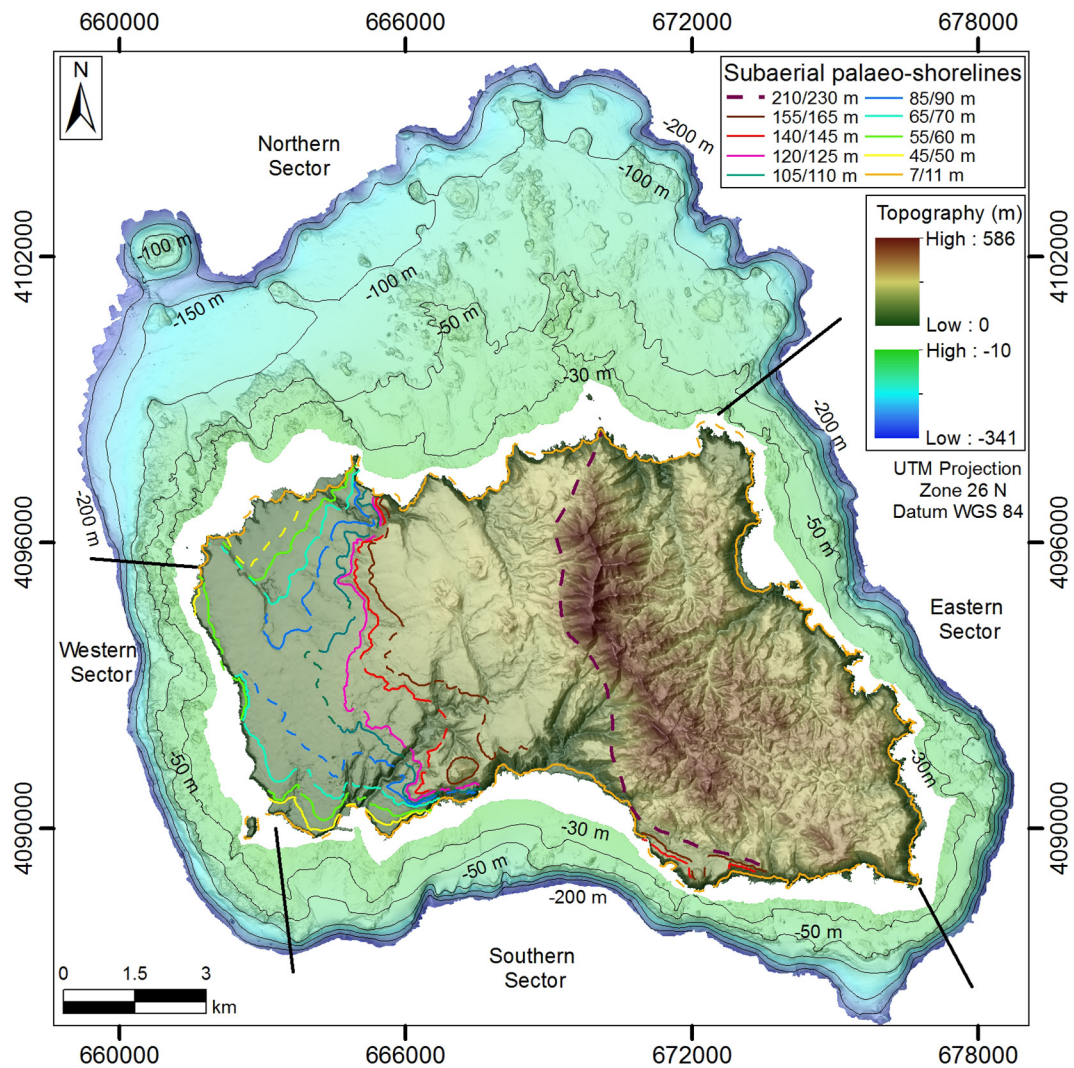 660000
666000
672000
678000
N
Subaerial palaeo-shorelines
210/230 m
85/90 m
155/165 m
65/70 m
140/145 m
55/60 m
120/125 m
45/50 m
105/110 m
7/11 m
Northern
Sector
-200 m
-100 m
Topography (m)
High : 586
Low : 0
High : -10
Low : -341
UTM Projection
Zone 26 N
Datum WGS 84
4102000
4102000
-100 m
-100 m
-150 m
-50 m
-30 m
-200 m
-200 m
4096000
4096000
-50 m
Eastern
Sector
Western
Sector
-50 m
-30m
4090000
4090000
-30 m
-50 m
-200 m
-50 m
Southern
Sector
0
1.5
3
km
660000
666000
672000
678000